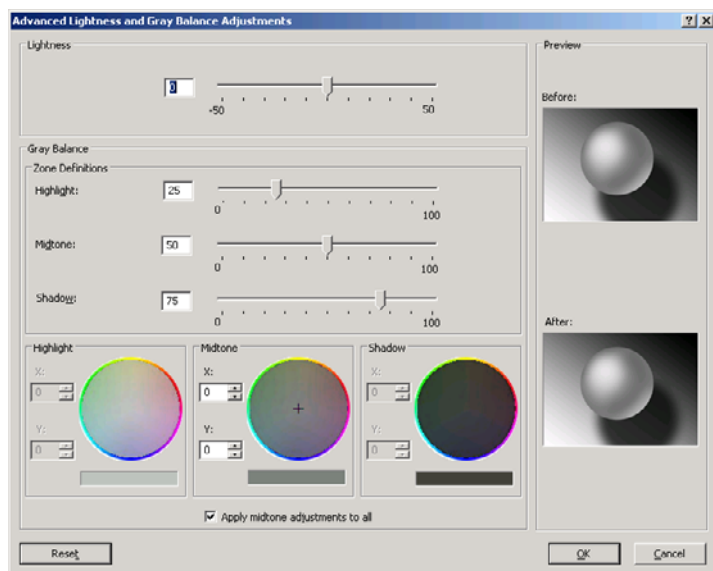 Advanced Lightness and Gray Balance Adjustments
Lightness
0
-50 50
Gray Balance
Zone Definitions
Highlight: 25
0 100
Midtone: 50
0 100
Shadow: 75
0 100
Highlight
X:
0
Y:
0
Midtone
X:
0
Y:
0
Shadow
X:
0
Y:
0
Apply midtone adjustments to all
Preview
Before:
After:
Reset
OK
Cancel